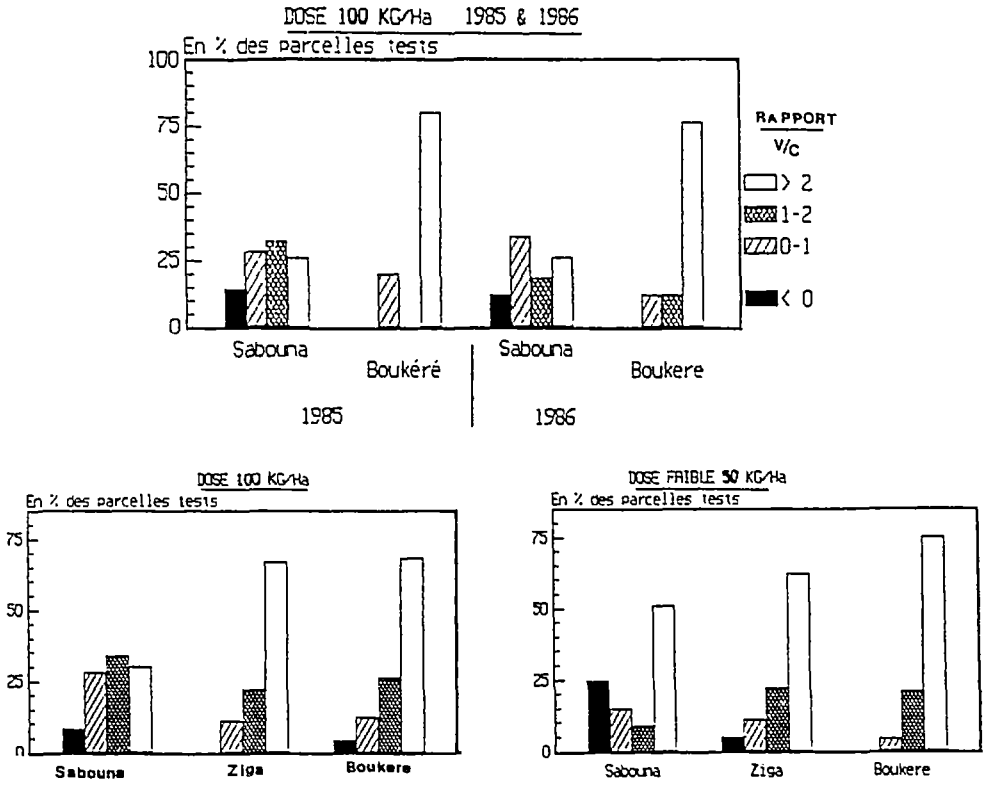 DOSE 100 KG/Ha 1985 & 1986
En % des parcelles tests
100
75
50
25
0
RAPPORT
V/C
> 2
1-2
0-1
< 0
Sabouna
Boukéré
Sabouna
Boukere
1985
1986
DOSE 100 KG/Ha
En % des parcelles tests
75
50
25
0
Sabouna
Ziga
Boukere
DOSE FAIBLE 50 KG/Ha
En % des parcelles tests
75
50
25
0
Sabouna
Ziga
Boukere